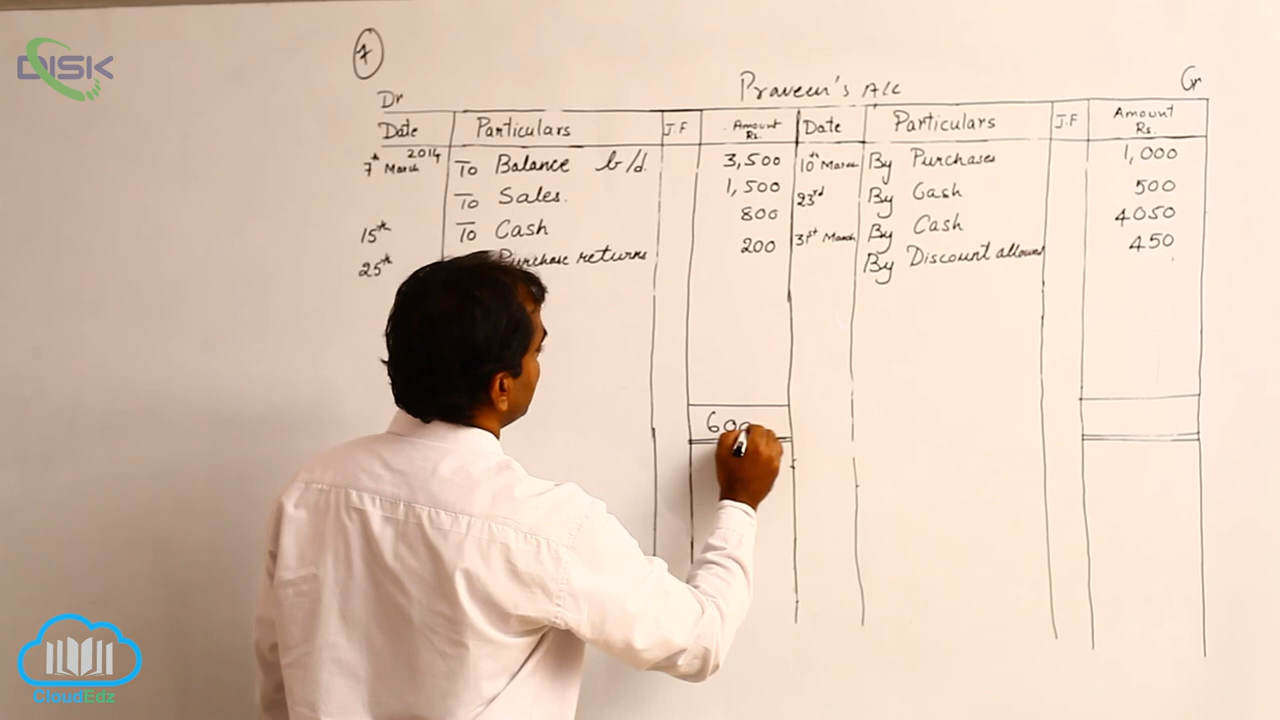 DISK
7
Dr Praveen's A/c Cr
Date Particulars J.F Amount Rs. Date Particulars J.F Amount Rs.
7th March 2014 To Balance b/d. 3,500 10th March By Purchases 1,000
To Sales. 1,500 23rd By Cash 500
15th To Cash 800 31st March By Cash 4050
25th Purchase returns 200 By Discount allowed 450
600
CloudEdz